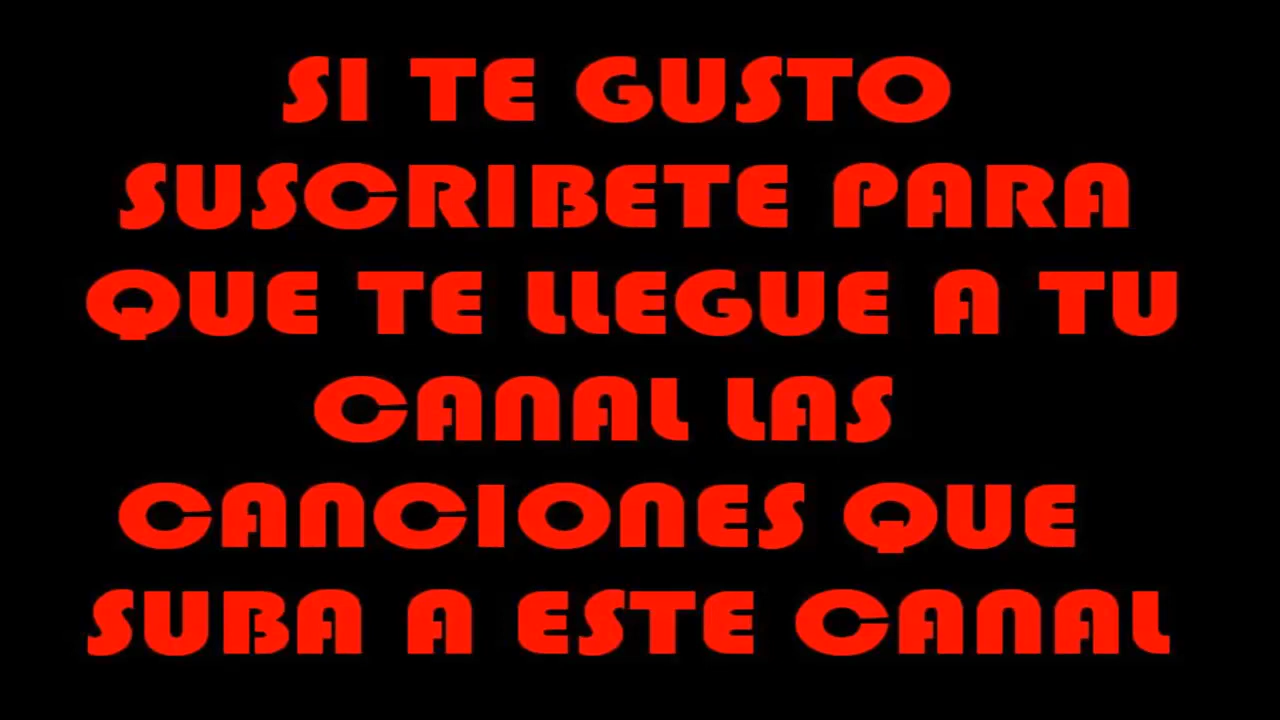 SI TE GUSTO
SUSCRIBETE PARA
QUE TE LLEGUE A TU
CANAL LAS
CANCIONES QUE
SUBA A ESTE CANAL